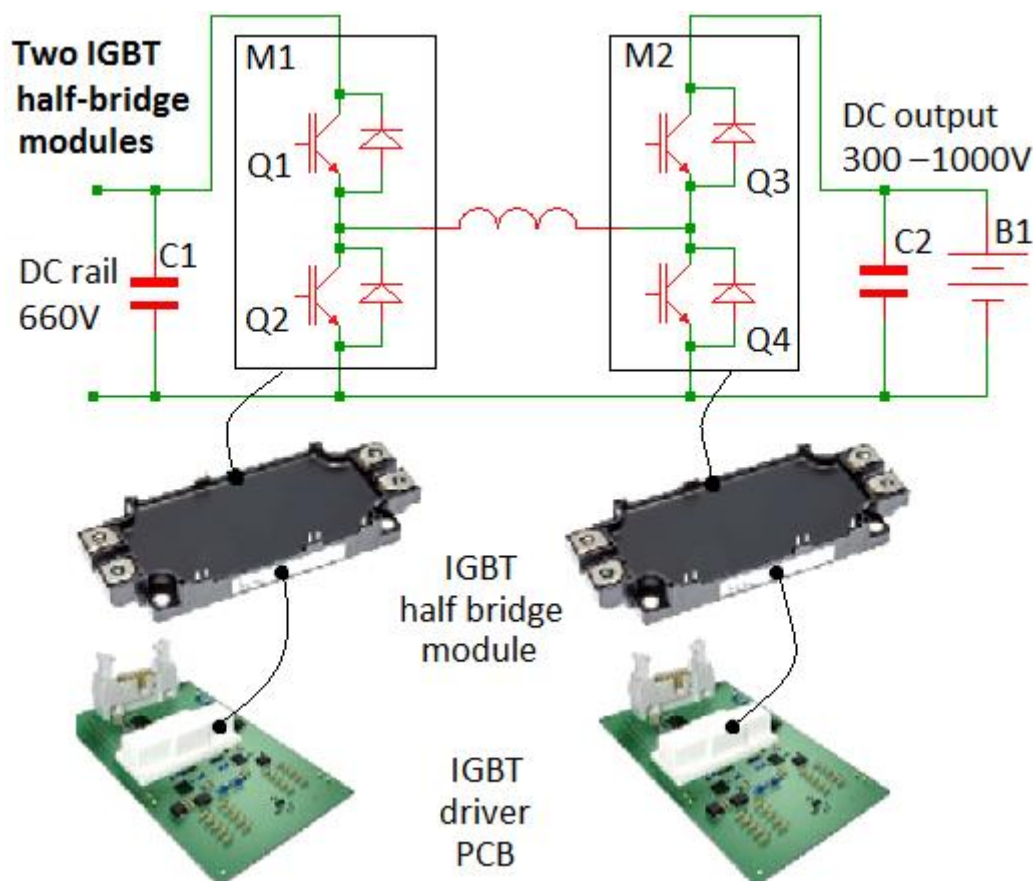 Two IGBT
half-bridge
modules
M1
Q1
Q2
M2
Q3
Q4
DC output
300 –1000V
C1
DC rail
660V
C2
B1
IGBT
half bridge
module
IGBT
driver
PCB